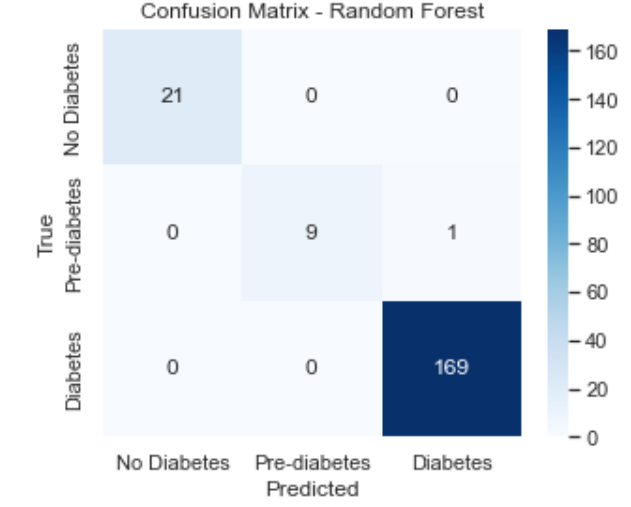 Confusion Matrix - Random Forest
No Diabetes
21 0 0
Pre-diabetes
0 9 1
Diabetes
0 0 169
True
No Diabetes Pre-diabetes Diabetes
Predicted
160
140
120
100
80
60
40
20
0